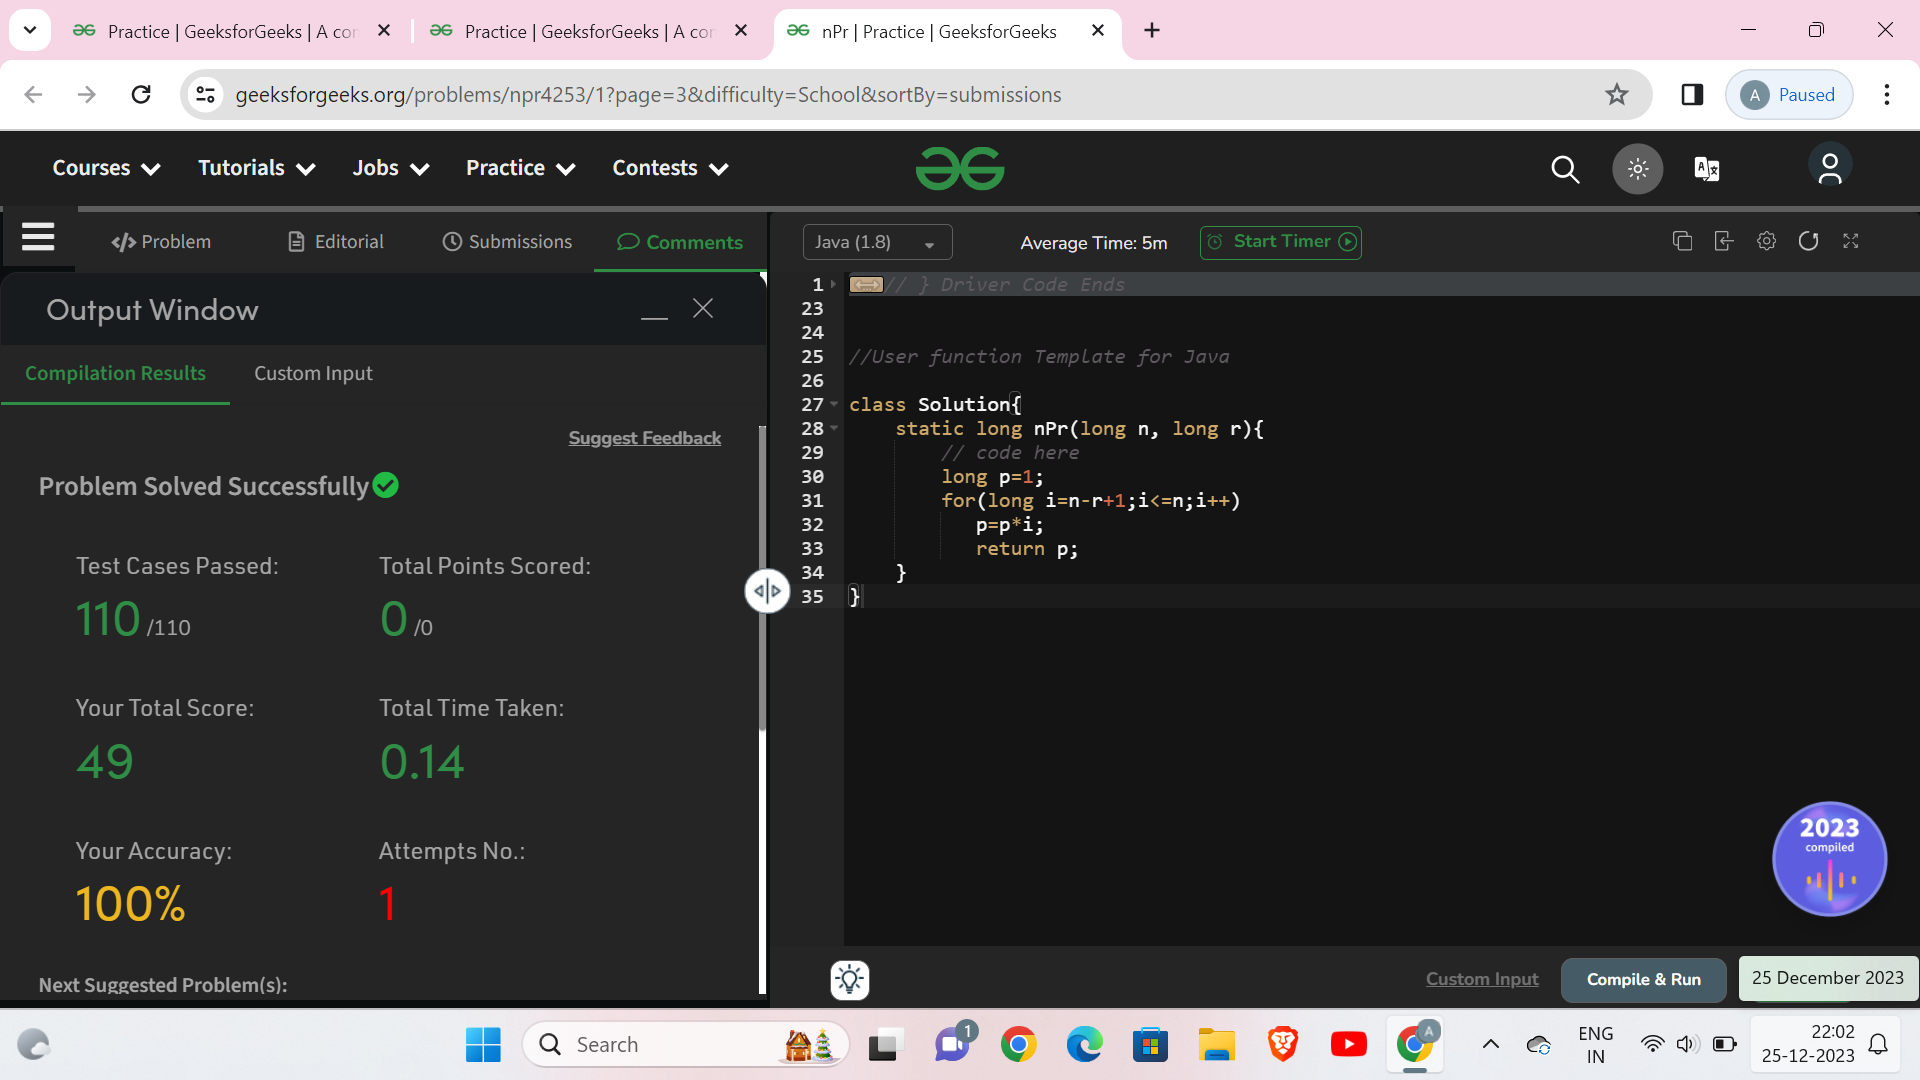 Practice | GeeksforGeeks | A cor
Practice | GeeksforGeeks | A cor
nPr | Practice | GeeksforGeeks
geeksforgeeks.org/problems/npr4253/1?page=3&difficulty=School&sortBy=submissions
A Paused
Courses
Tutorials
Jobs
Practice
Contests
</> Problem
Editorial
Submissions
Comments
Java (1.8)
Average Time: 5m
Start Timer
Output Window
Compilation Results
Custom Input
Suggest Feedback
Problem Solved Successfully
Test Cases Passed:
110 /110
Total Points Scored:
0 /0
Your Total Score:
49
Total Time Taken:
0.14
Your Accuracy:
100%
Attempts No.:
1
Next Suggested Problem(s):
1 // } Driver Code Ends
23
24
25 //User function Template for Java
26
27 class Solution{
28 static long nPr(long n, long r){
29 // code here
30 long p=1;
31 for(long i=n-r+1;i<=n;i++)
32 p=p*i;
33 return p;
34 }
35 }
2023
compiled
Custom Input
Compile & Run
25 December 2023
Search
1
A
ENG
IN
22:02
25-12-2023